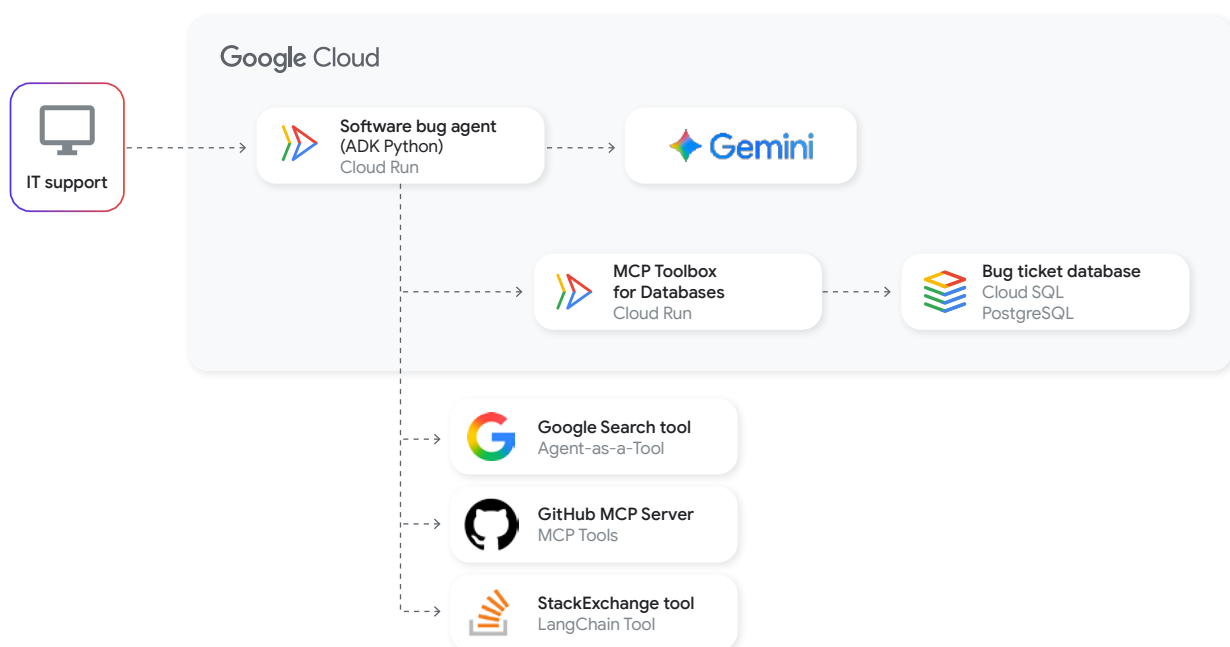 Google Cloud
IT support
Software bug agent
(ADK Python)
Cloud Run
Gemini
MCP Toolbox
for Databases
Cloud Run
Bug ticket database
Cloud SQL
PostgreSQL
Google Search tool
Agent-as-a-Tool
GitHub MCP Server
MCP Tools
StackExchange tool
LangChain Tool